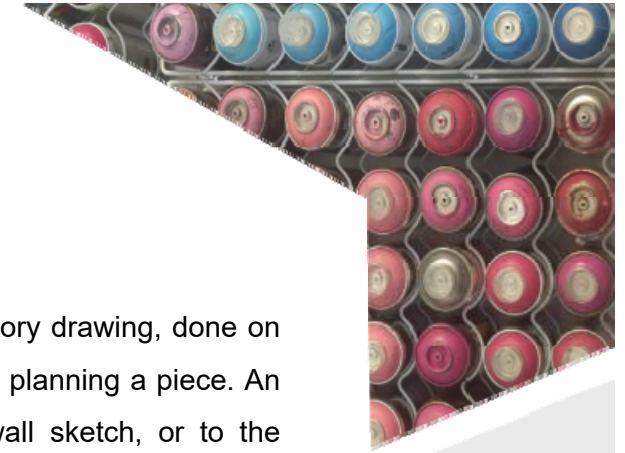 ory drawing, done on
planning a piece. An
wall sketch, or to the